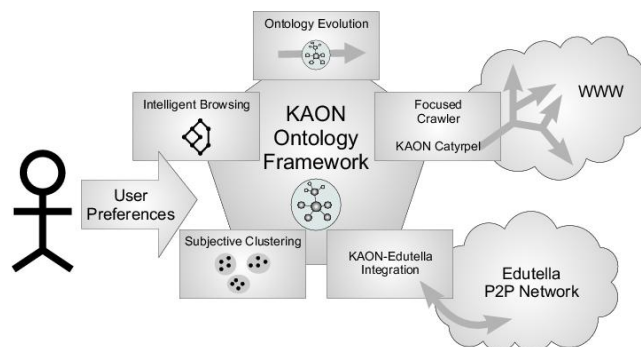 Ontology Evolution
Intelligent Browsing
KAON
Ontology
Framework
Focused
Crawler
KAON Catyrpel
WWW
User
Preferences
Subjective Clustering
KAON-Edutella
Integration
Edutella
P2P Network